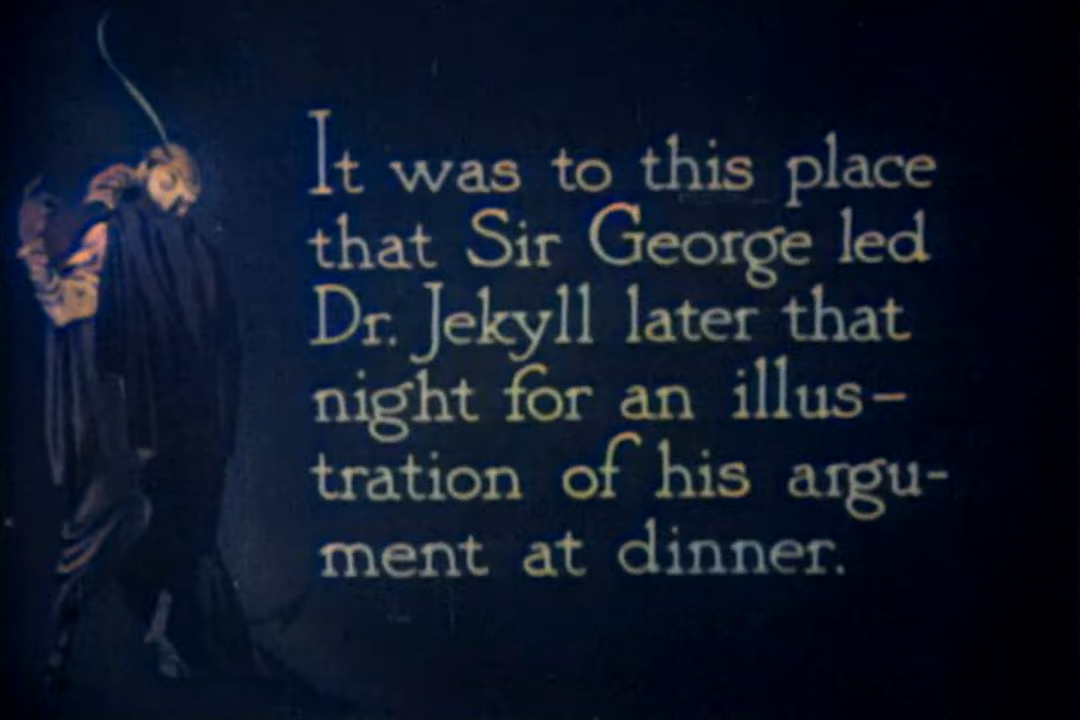 It was to this place
that Sir George led
Dr. Jekyll later that
night for an illus-
tration of his argu-
ment at dinner.